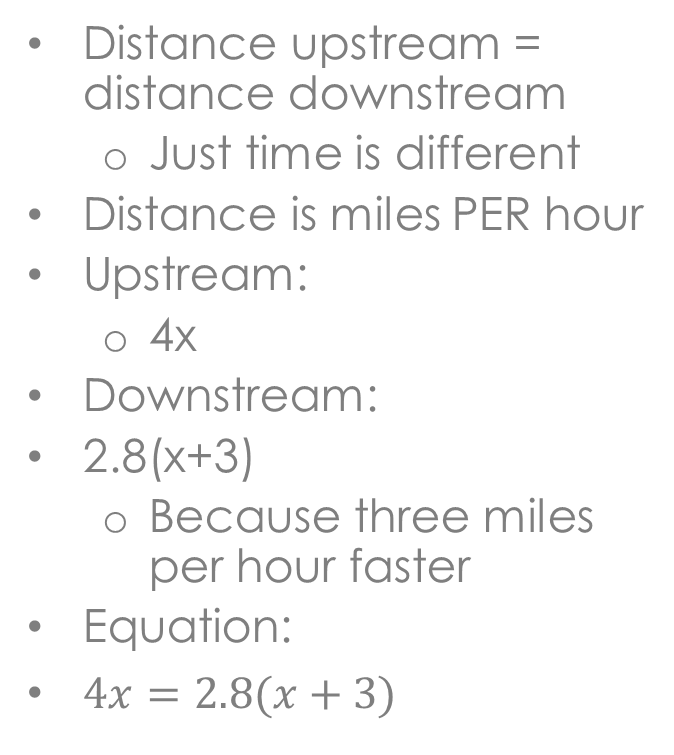 • Distance upstream =
distance downstream
o Just time is different
• Distance is miles PER hour
• Upstream:
o 4x
• Downstream:
• 2.8(x+3)
o Because three miles
per hour faster
• Equation:
• 4x = 2.8(x + 3)